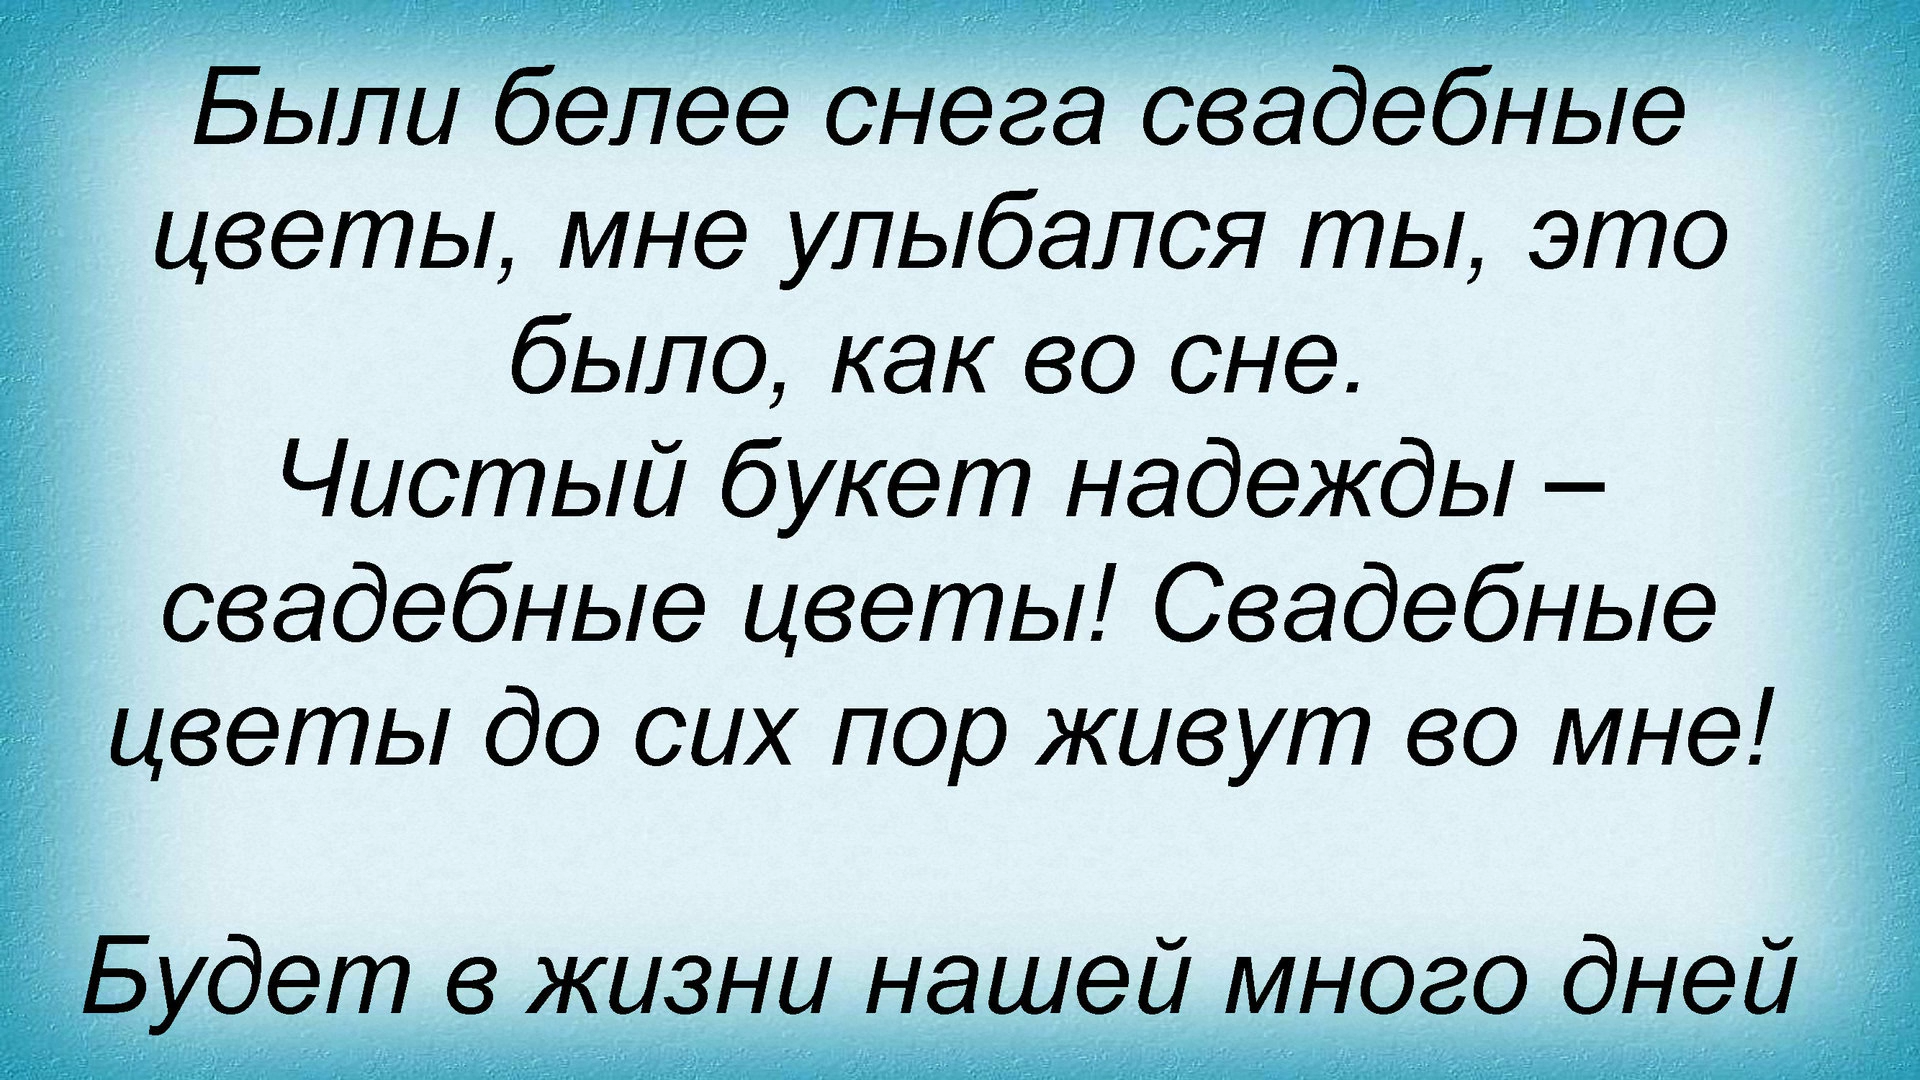 Были белее снега свадебные
цветы, мне улыбался ты, это
было, как во сне.
Чистый букет надежды –
свадебные цветы! Свадебные
цветы до сих пор живут во мне!
Будет в жизни нашей много дней